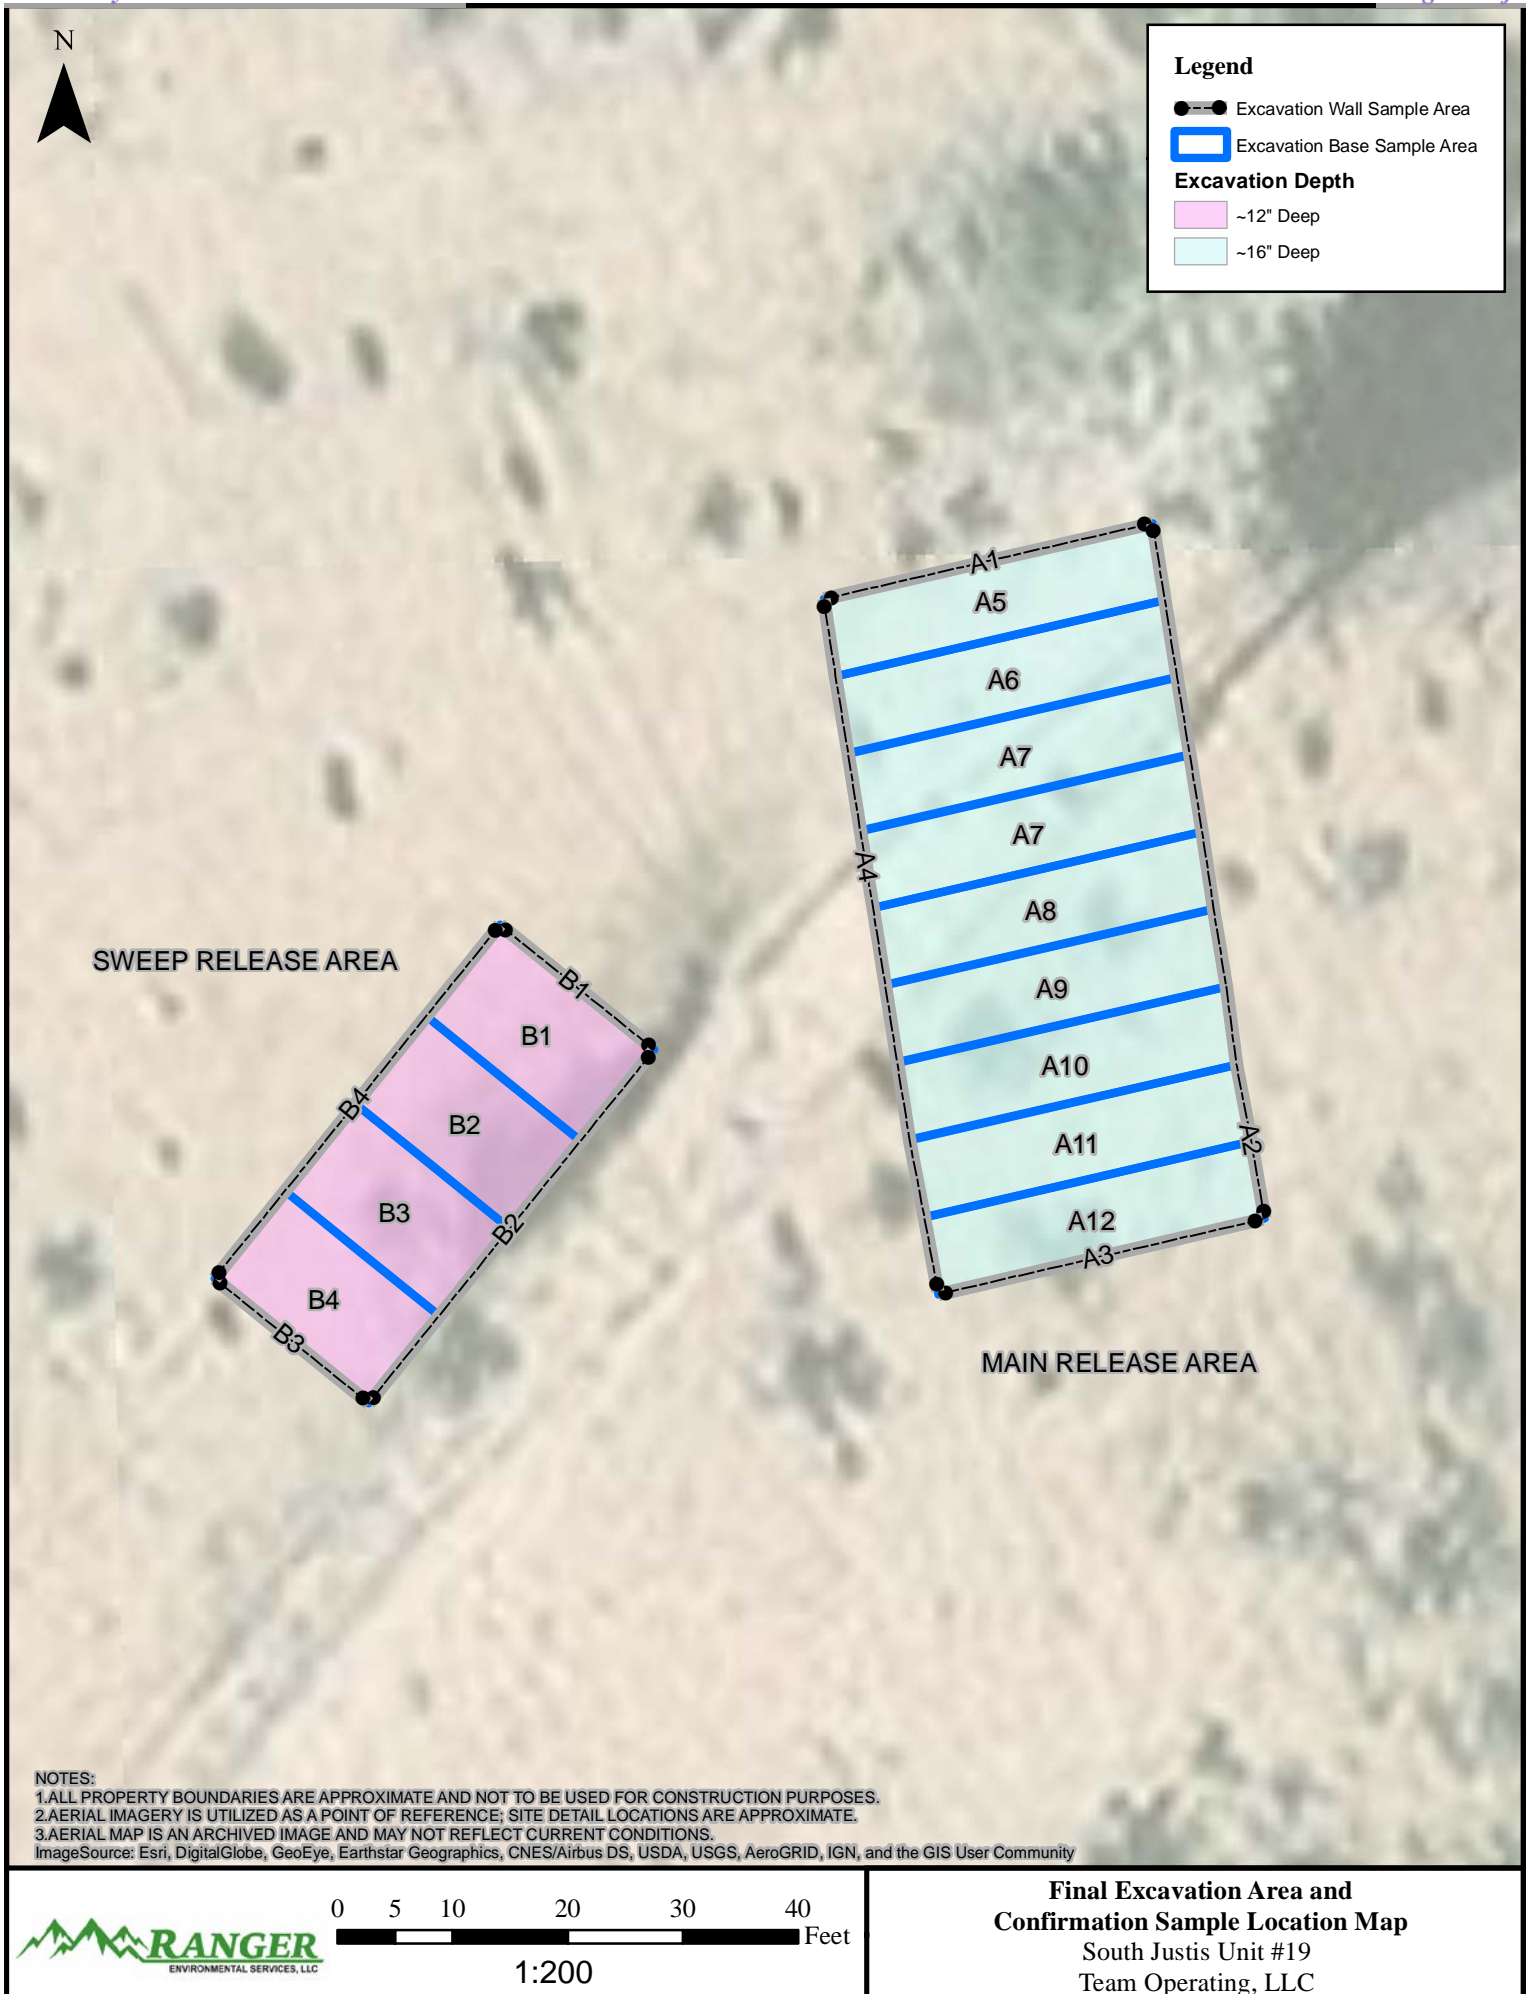 N
Legend
Excavation Wall Sample Area
Excavation Base Sample Area
Excavation Depth
~12" Deep
~16" Deep
A1
A5
A6
A7
A7
A4
A8
A9
A10
A11
A2
A12
A3
MAIN RELEASE AREA
SWEEP RELEASE AREA
B1
B1
B4
B2
B3
B2
B4
B3
NOTES:
1.ALL PROPERTY BOUNDARIES ARE APPROXIMATE AND NOT TO BE USED FOR CONSTRUCTION PURPOSES.
2.AERIAL IMAGERY IS UTILIZED AS A POINT OF REFERENCE; SITE DETAIL LOCATIONS ARE APPROXIMATE.
3.AERIAL MAP IS AN ARCHIVED IMAGE AND MAY NOT REFLECT CURRENT CONDITIONS.
ImageSource: Esri, DigitalGlobe, GeoEye, Earthstar Geographics, CNES/Airbus DS, USDA, USGS, AeroGRID, IGN, and the GIS User Community
RANGER
ENVIRONMENTAL SERVICES, LLC
0 5 10 20 30 40
Feet
1:200
Final Excavation Area and
Confirmation Sample Location Map
South Justis Unit #19
Team Operating, LLC